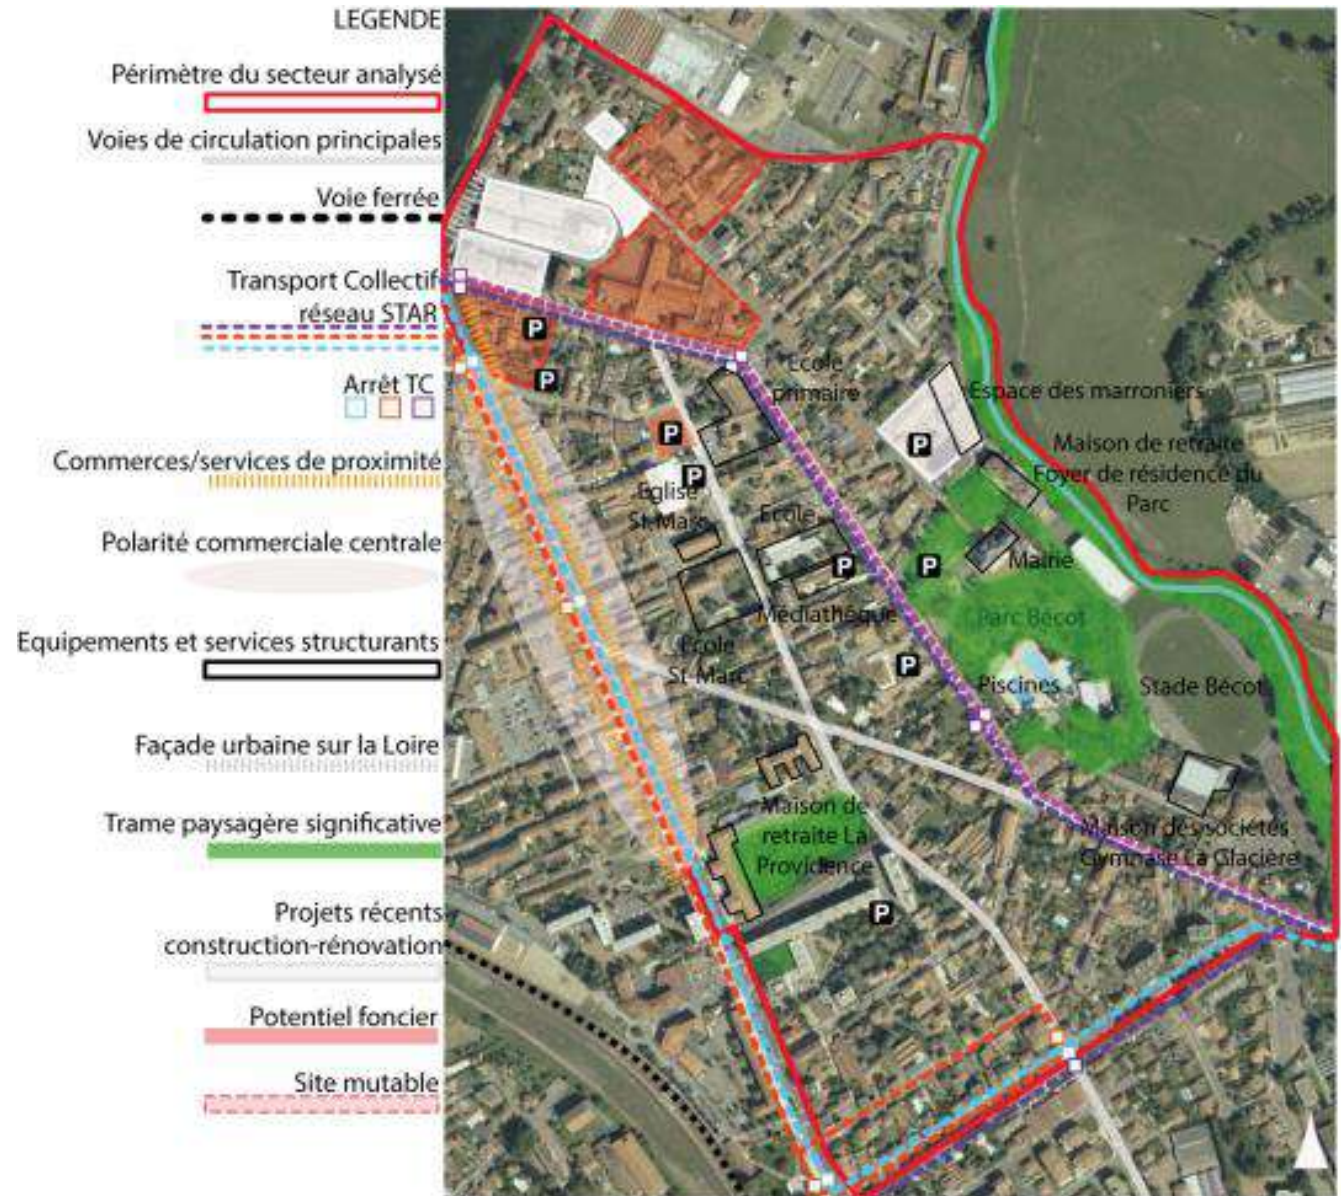 LEGENDE
Périmètre du secteur analysé
Voies de circulation principales
Voie ferrée
Transport Collectif
réseau STAR
Arrêt TC
Commerces/services de proximité
Polarité commerciale centrale
Equipements et services structurants
Façade urbaine sur la Loire
Trame paysagère significative
Projets récents
construction-rénovation
Potentiel foncier
Site mutable
P
P
Ecole
primaire
Espace des marroniers
P
P
Maison de retraite
Foyer de résidence du
Parc
P
Eglise
St Marc
Ecole
P
P
Mairie
Médiathèque
Parc Bécot
Ecole
St Marc
P
Piscines
Stade Bécot
Maison de
retraite La
Providence
Maison des sociétés
Gymnase La Glacière
P